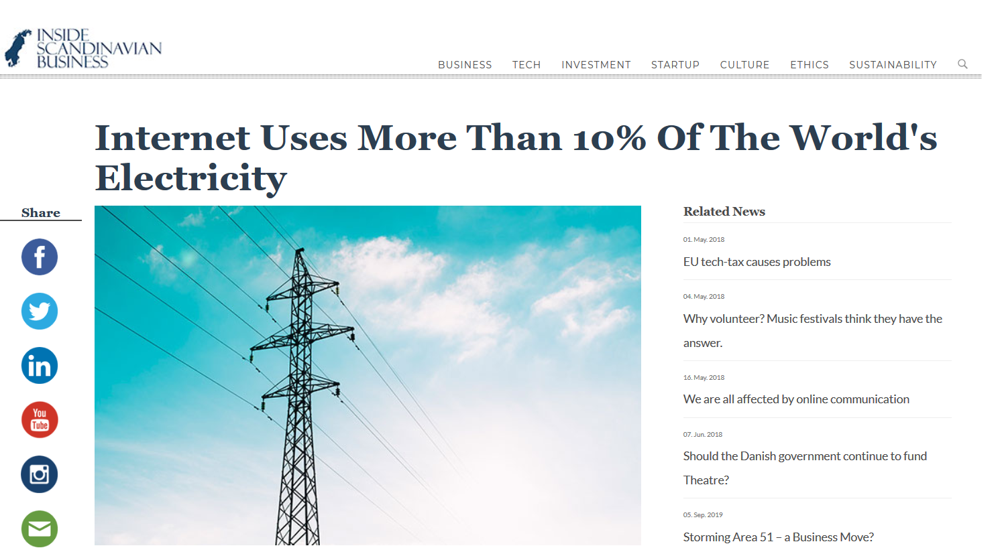 INSIDE
SCANDINAVIAN
BUSINESS
BUSINESS TECH INVESTMENT STARTUP CULTURE ETHICS SUSTAINABILITY
Internet Uses More Than 10% Of The World's
Electricity
Share
f
in
You
Tube
Related News
01. May. 2018
EU tech-tax causes problems
04. May. 2018
Why volunteer? Music festivals think they have the
answer.
16. May. 2018
We are all affected by online communication
07. Jun. 2018
Should the Danish government continue to fund
Theatre?
05. Sep. 2019
Storming Area 51 – a Business Move?